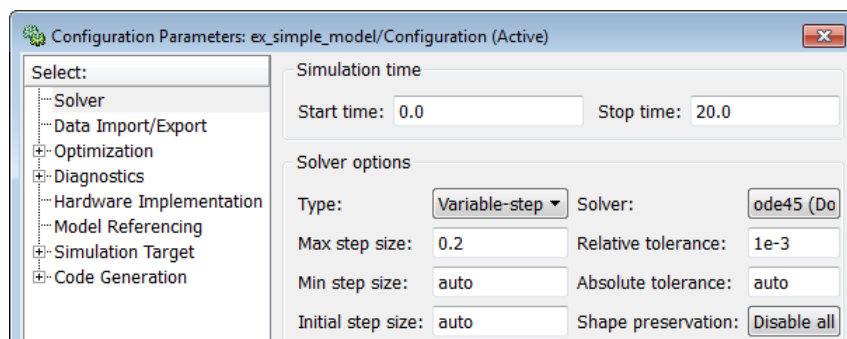 Configuration Parameters: ex_simple_model/Configuration (Active)
Select:
Solver
Data Import/Export
Optimization
Diagnostics
Hardware Implementation
Model Referencing
Simulation Target
Code Generation
Simulation time
Start time: 0.0 Stop time: 20.0
Solver options
Type: Variable-step Solver: ode45 (Do
Max step size: 0.2 Relative tolerance: 1e-3
Min step size: auto Absolute tolerance: auto
Initial step size: auto Shape preservation: Disable all